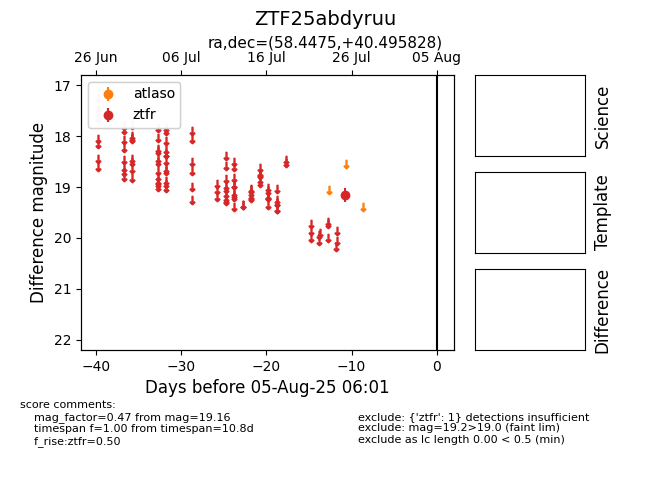 ZTF25abdyruu
ra,dec=(58.4475,+40.495828)
26 Jun 06 Jul 16 Jul 26 Jul 05 Aug
atlaso
ztfr
17
18
19
20
21
22
Difference magnitude
−40 −30 −20 −10 0
Days before 05-Aug-25 06:01
Science
Template
Difference
score comments:
mag_factor=0.47 from mag=19.16
timespan f=1.00 from timespan=10.8d
f_rise:ztfr=0.50
exclude: {'ztfr': 1} detections insufficient
exclude: mag=19.2>19.0 (faint lim)
exclude as lc length 0.00 < 0.5 (min)